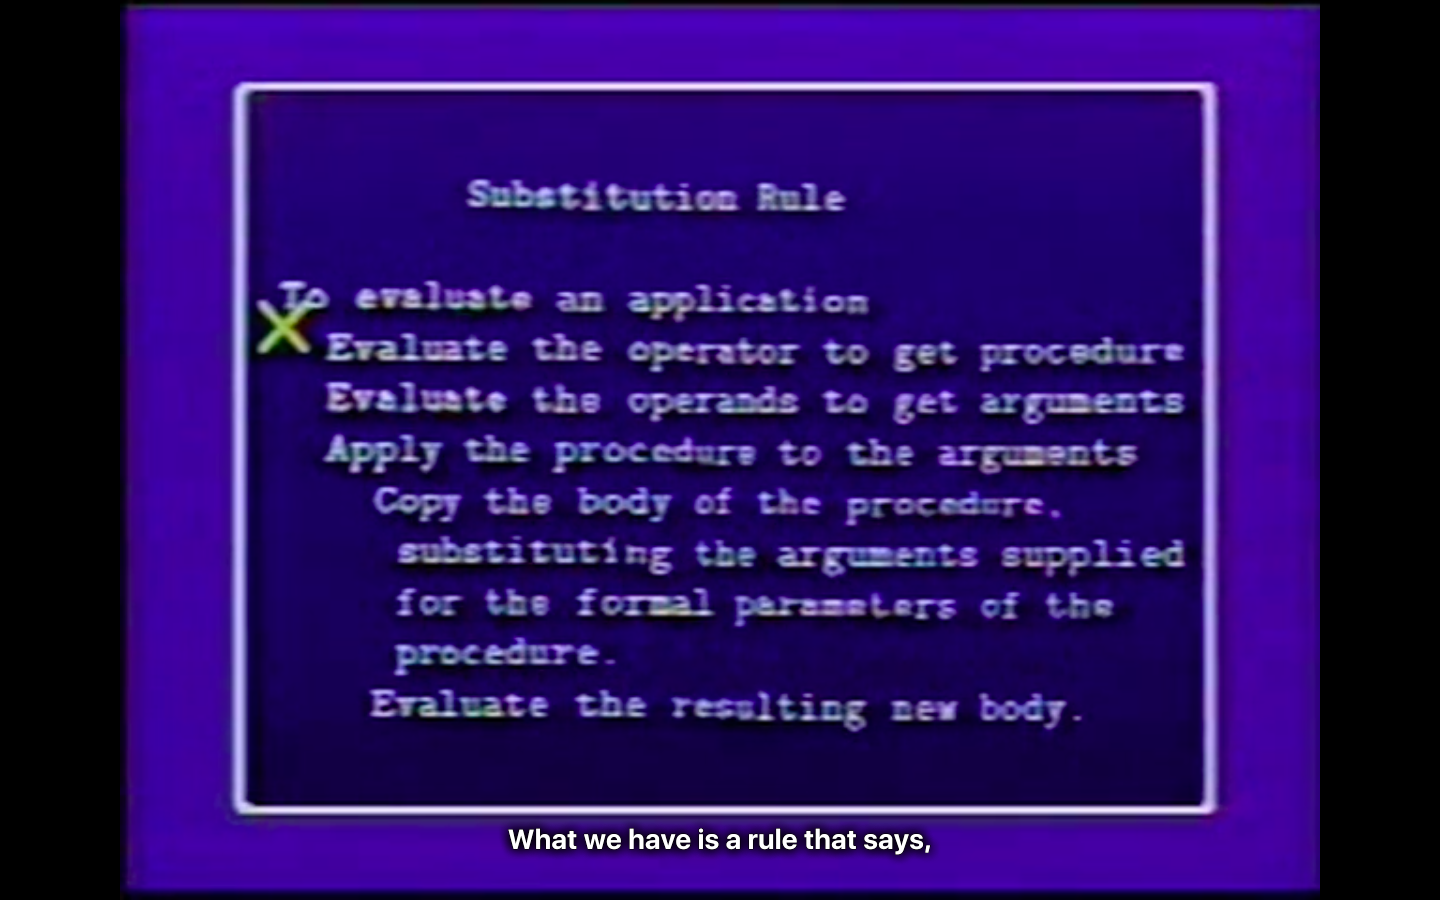 Substitution Rule
To evaluate an application
Evaluate the operator to get procedure
Evaluate the operands to get arguments
Apply the procedure to the arguments
Copy the body of the procedure,
substituting the arguments supplied
for the formal parameters of the
procedure.
Evaluate the resulting new body.
What we have is a rule that says,